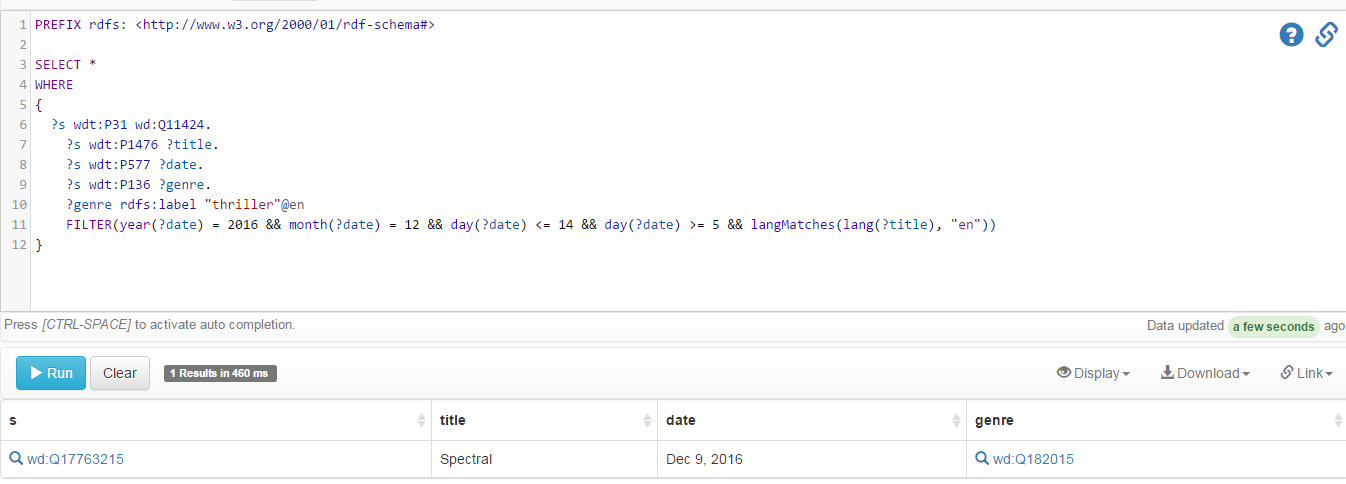 1 PREFIX rdfs: <http://www.w3.org/2000/01/rdf-schema#>
2
3 SELECT *
4 WHERE
5 {
6 ?s wdt:P31 wd:Q11424.
7 ?s wdt:P1476 ?title.
8 ?s wdt:P577 ?date.
9 ?s wdt:P136 ?genre.
10 ?genre rdfs:label "thriller"@en
11 FILTER(year(?date) = 2016 && month(?date) = 12 && day(?date) <= 14 && day(?date) >= 5 && langMatches(lang(?title), "en"))
12 }
Press [CTRL-SPACE] to activate auto completion. Data updated a few seconds ago
Run Clear 1 Results in 460 ms Display Download Link
s title date genre
wd:Q17763215 Spectral Dec 9, 2016 wd:Q182015